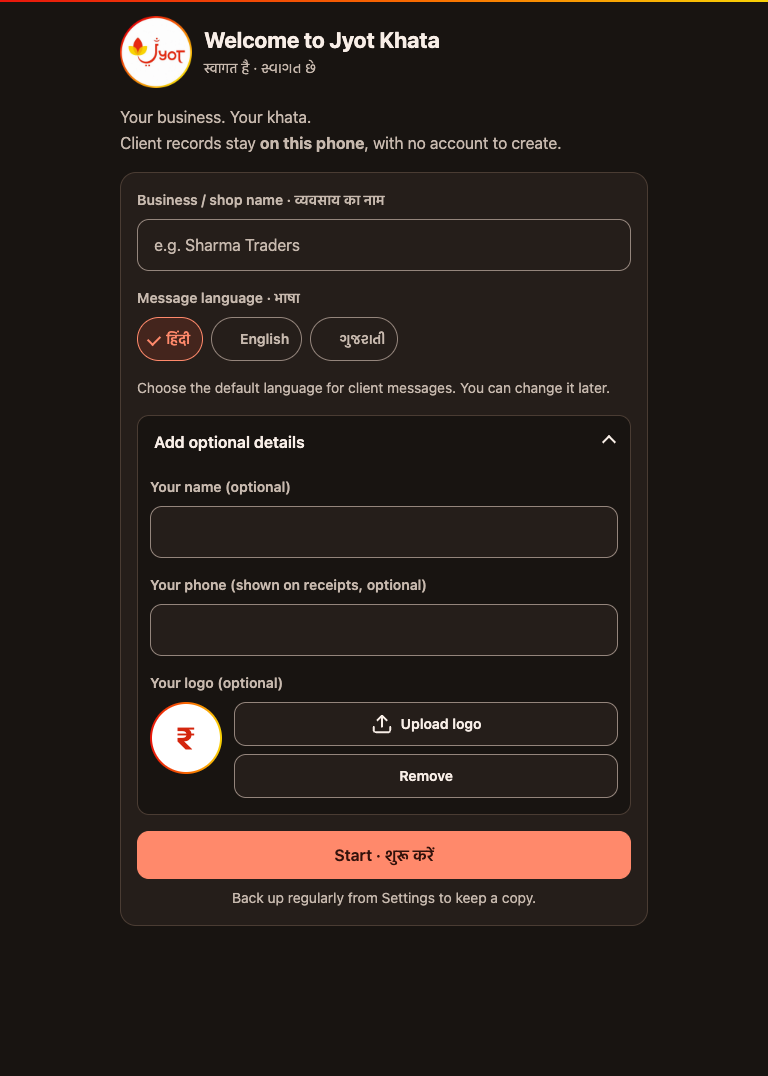 Jyot
Welcome to Jyot Khata
स्वागत है · સ્વાગત છે
Your business. Your khata.
Client records stay on this phone, with no account to create.
Business / shop name · व्यवसाय का नाम
e.g. Sharma Traders
Message language · भाषा
हिंदी
English
ગુજરાતી
Choose the default language for client messages. You can change it later.
Add optional details
Your name (optional)
Your phone (shown on receipts, optional)
Your logo (optional)
₹
Upload logo
Remove
Start · शुरू करें
Back up regularly from Settings to keep a copy.